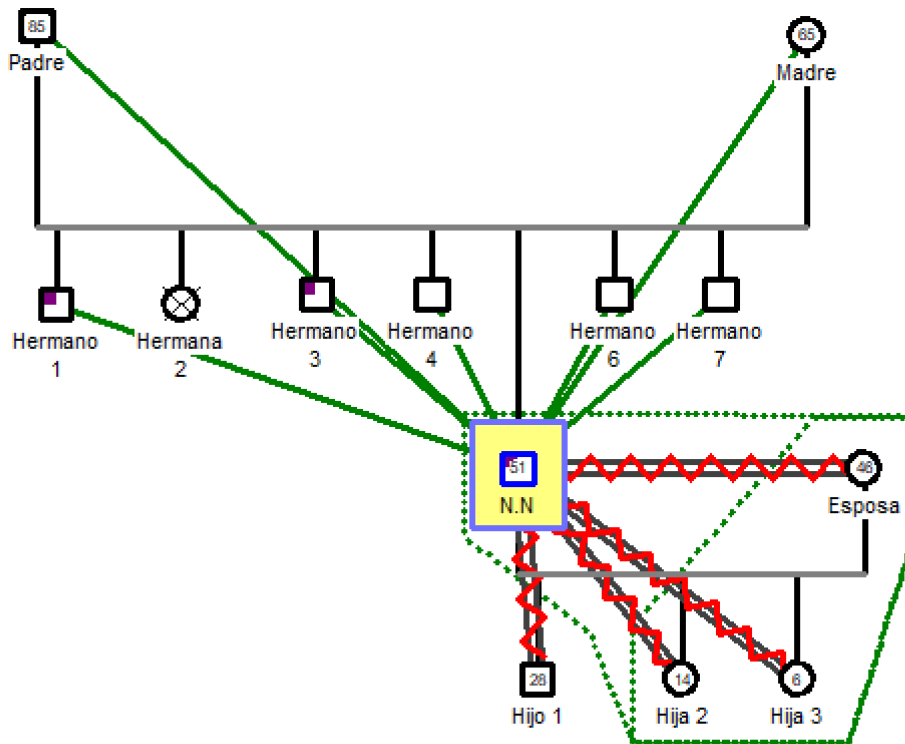 85
65
Padre
Madre
Hermano
1
Hermana
2
Hermano
3
Hermano
4
Hermano
6
Hermano
7
51
N.N
46
Esposa
28
14
6
Hijo 1
Hija 2
Hija 3